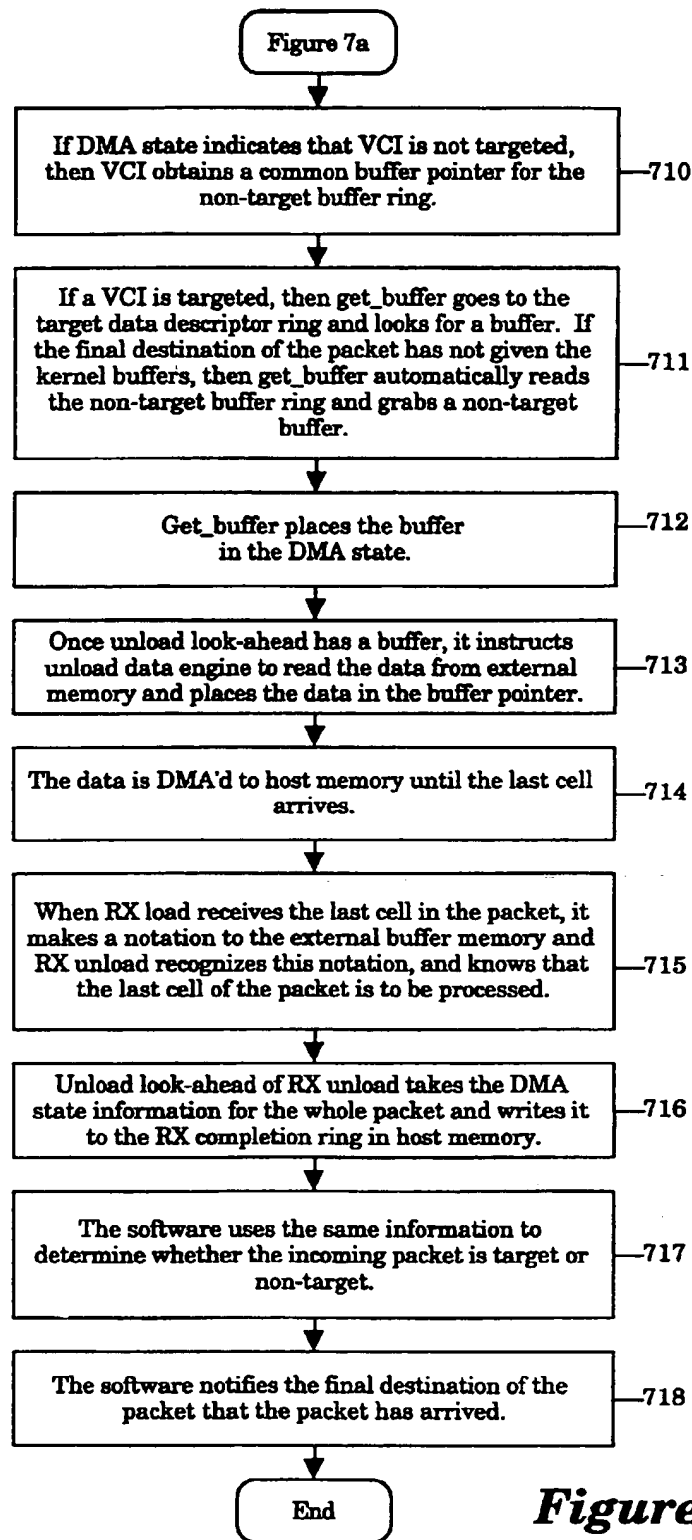 Figure 7a
If DMA state indicates that VCI is not targeted,
then VCI obtains a common buffer pointer for the
non-target buffer ring.
710
If a VCI is targeted, then get_buffer goes to the
target data descriptor ring and looks for a buffer. If
the final destination of the packet has not given the
kernel buffers, then get_buffer automatically reads
the non-target buffer ring and grabs a non-target
buffer.
711
Get_buffer places the buffer
in the DMA state.
712
Once unload look-ahead has a buffer, it instructs
unload data engine to read the data from external
memory and places the data in the buffer pointer.
713
The data is DMA'd to host memory until the last cell
arrives.
714
When RX load receives the last cell in the packet, it
makes a notation to the external buffer memory and
RX unload recognizes this notation, and knows that
the last cell of the packet is to be processed.
715
Unload look-ahead of RX unload takes the DMA
state information for the whole packet and writes it
to the RX completion ring in host memory.
716
The software uses the same information to
determine whether the incoming packet is target or
non-target.
717
The software notifies the final destination of the
packet that the packet has arrived.
718
End
Figure